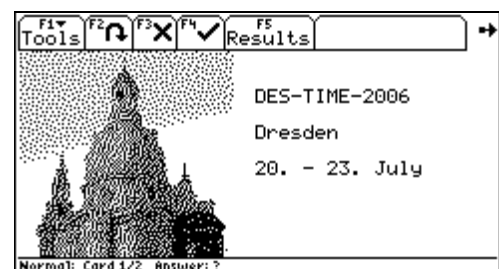 F1 Tools F2 F3 F4 F5 Results
DES-TIME-2006
Dresden
20. - 23. July
Normal: Card 1/2 Answer: ?